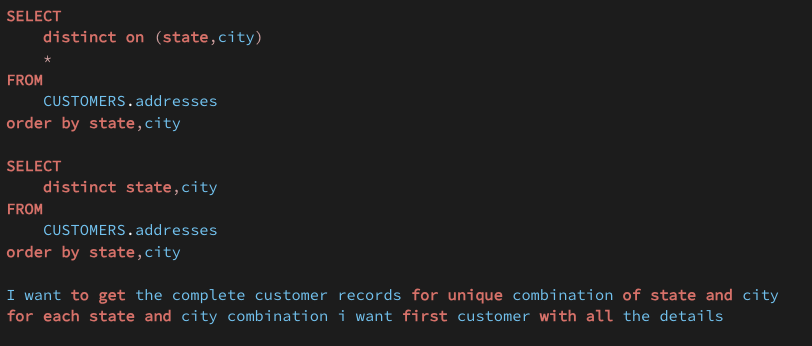 SELECT
distinct on (state,city)
*
FROM
CUSTOMERS.addresses
order by state,city
SELECT
distinct state,city
FROM
CUSTOMERS.addresses
order by state,city
I want to get the complete customer records for unique combination of state and city
for each state and city combination i want first customer with all the details